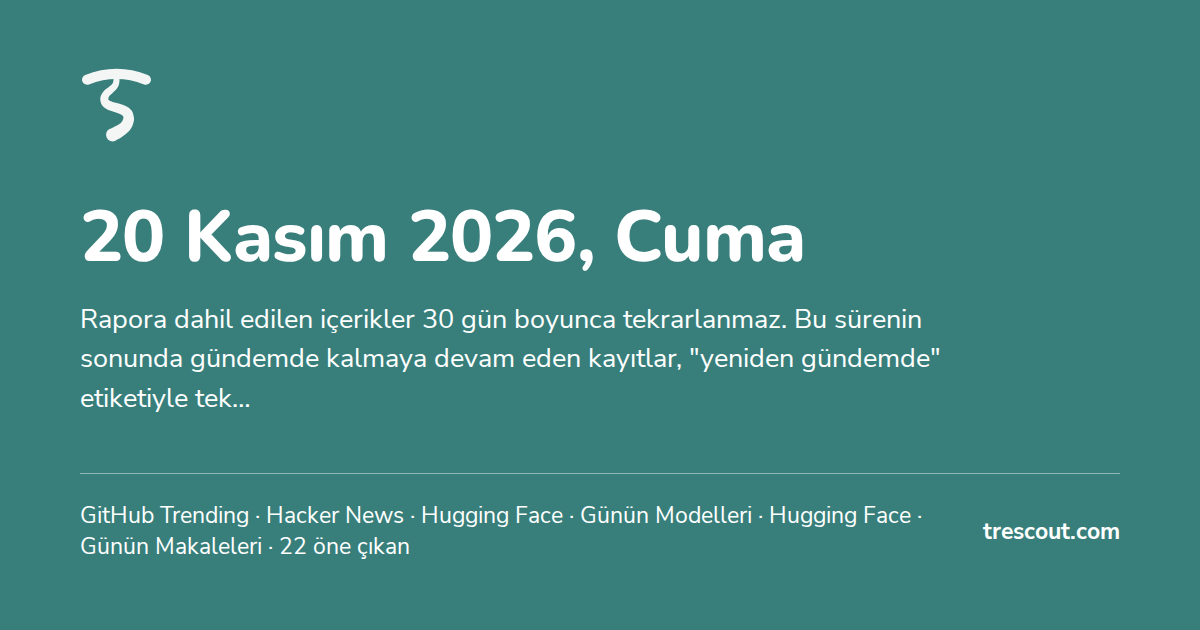 20 Kasım 2026, Cuma
Rapora dahil edilen içerikler 30 gün boyunca tekrarlanmaz. Bu sürenin
sonunda gündemde kalmaya devam eden kayıtlar, "yeniden gündemde"
etiketiyle tek...
GitHub Trending · Hacker News · Hugging Face · Günün Modelleri · Hugging Face ·
Günün Makaleleri · 22 öne çıkan
trescout.com